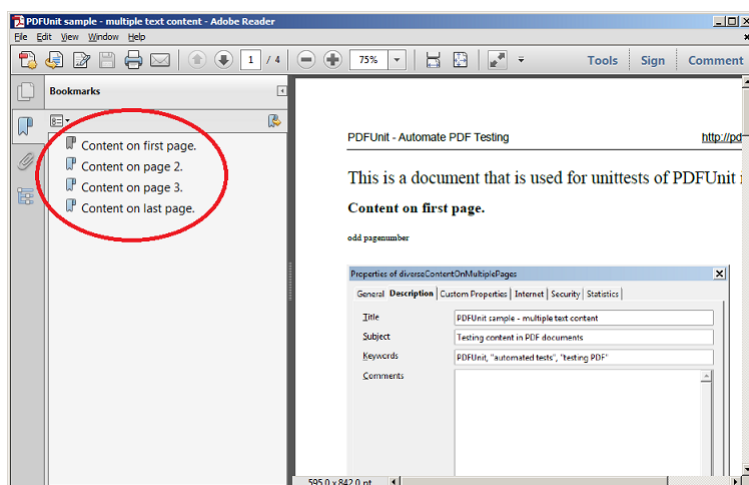 PDFUnit sample - multiple text content - Adobe Reader
File Edit View Window Help
1 / 4 75% Tools Sign Comment
Bookmarks
Content on first page.
Content on page 2.
Content on page 3.
Content on last page.
PDFUnit - Automate PDF Testing http://pd
This is a document that is used for unittests of PDFUnit i
Content on first page.
odd pagenumber
Properties of diverseContentOnMultiplePages
General Description Custom Properties Internet Security Statistics
Title PDFUnit sample - multiple text content
Subject Testing content in PDF documents
Keywords PDFUnit, "automated tests", "testing PDF"
Comments
595,0 x 842,0 pt